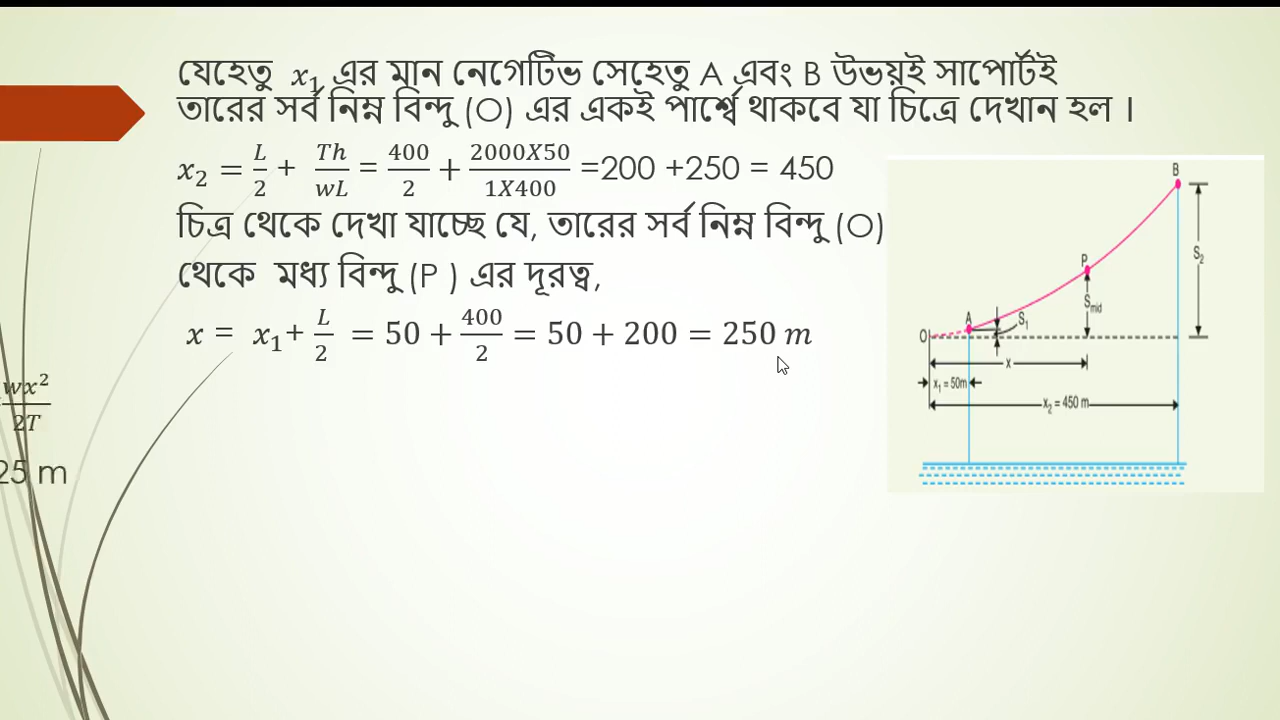 যেহেতু x₁ এর মান নেগেটিভ সেহেতু A এবং B উভয়ই সাপোর্টই
তারের সর্ব নিম্ন বিন্দু (O) এর একই পার্শ্বে থাকবে যা চিত্রে দেখান হল ।
x₂ = L/2 + Th/wL = 400/2 + 2000X50/1X400 =200 +250 = 450
চিত্র থেকে দেখা যাচ্ছে যে, তারের সর্ব নিম্ন বিন্দু (O)
থেকে মধ্য বিন্দু (P ) এর দূরত্ব,
x = x₁+ L/2 = 50 + 400/2 = 50 + 200 = 250 m
wx²/2T
25 m
B
S₂
P
S_mid
A
S₁
O
x
x₁ = 50m
x₂ = 450 m